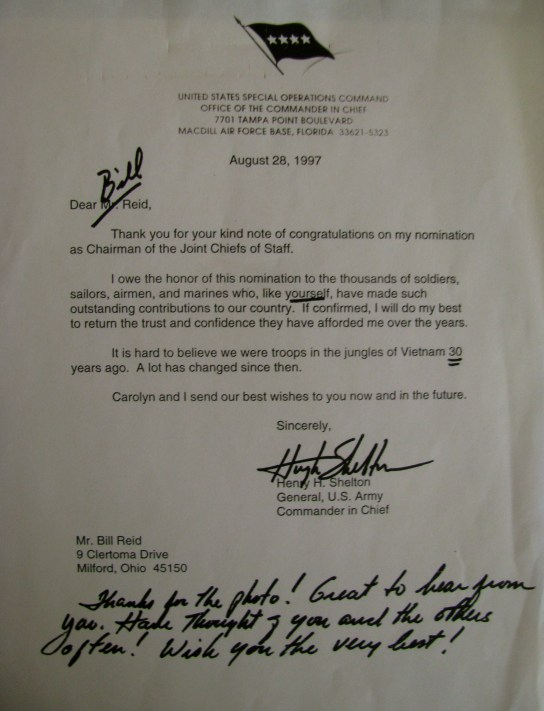 UNITED STATES SPECIAL OPERATIONS COMMAND
OFFICE OF THE COMMANDER IN CHIEF
7701 TAMPA POINT BOULEVARD
MACDILL AIR FORCE BASE, FLORIDA 33621-5323
August 28, 1997
Bill
Dear Mr. Reid,
Thank you for your kind note of congratulations on my nomination
as Chairman of the Joint Chiefs of Staff.
I owe the honor of this nomination to the thousands of soldiers,
sailors, airmen, and marines who, like yourself, have made such
outstanding contributions to our country. If confirmed, I will do my best
to return the trust and confidence they have afforded me over the years.
It is hard to believe we were troops in the jungles of Vietnam 30
years ago. A lot has changed since then.
Carolyn and I send our best wishes to you now and in the future.
Sincerely,
Hugh Shelton
Henry H. Shelton
General, U.S. Army
Commander in Chief
Mr. Bill Reid
9 Clertoma Drive
Milford, Ohio 45150
Thanks for the photo! Great to hear from
you. Have thought of you and the others
often! Wish you the very best!